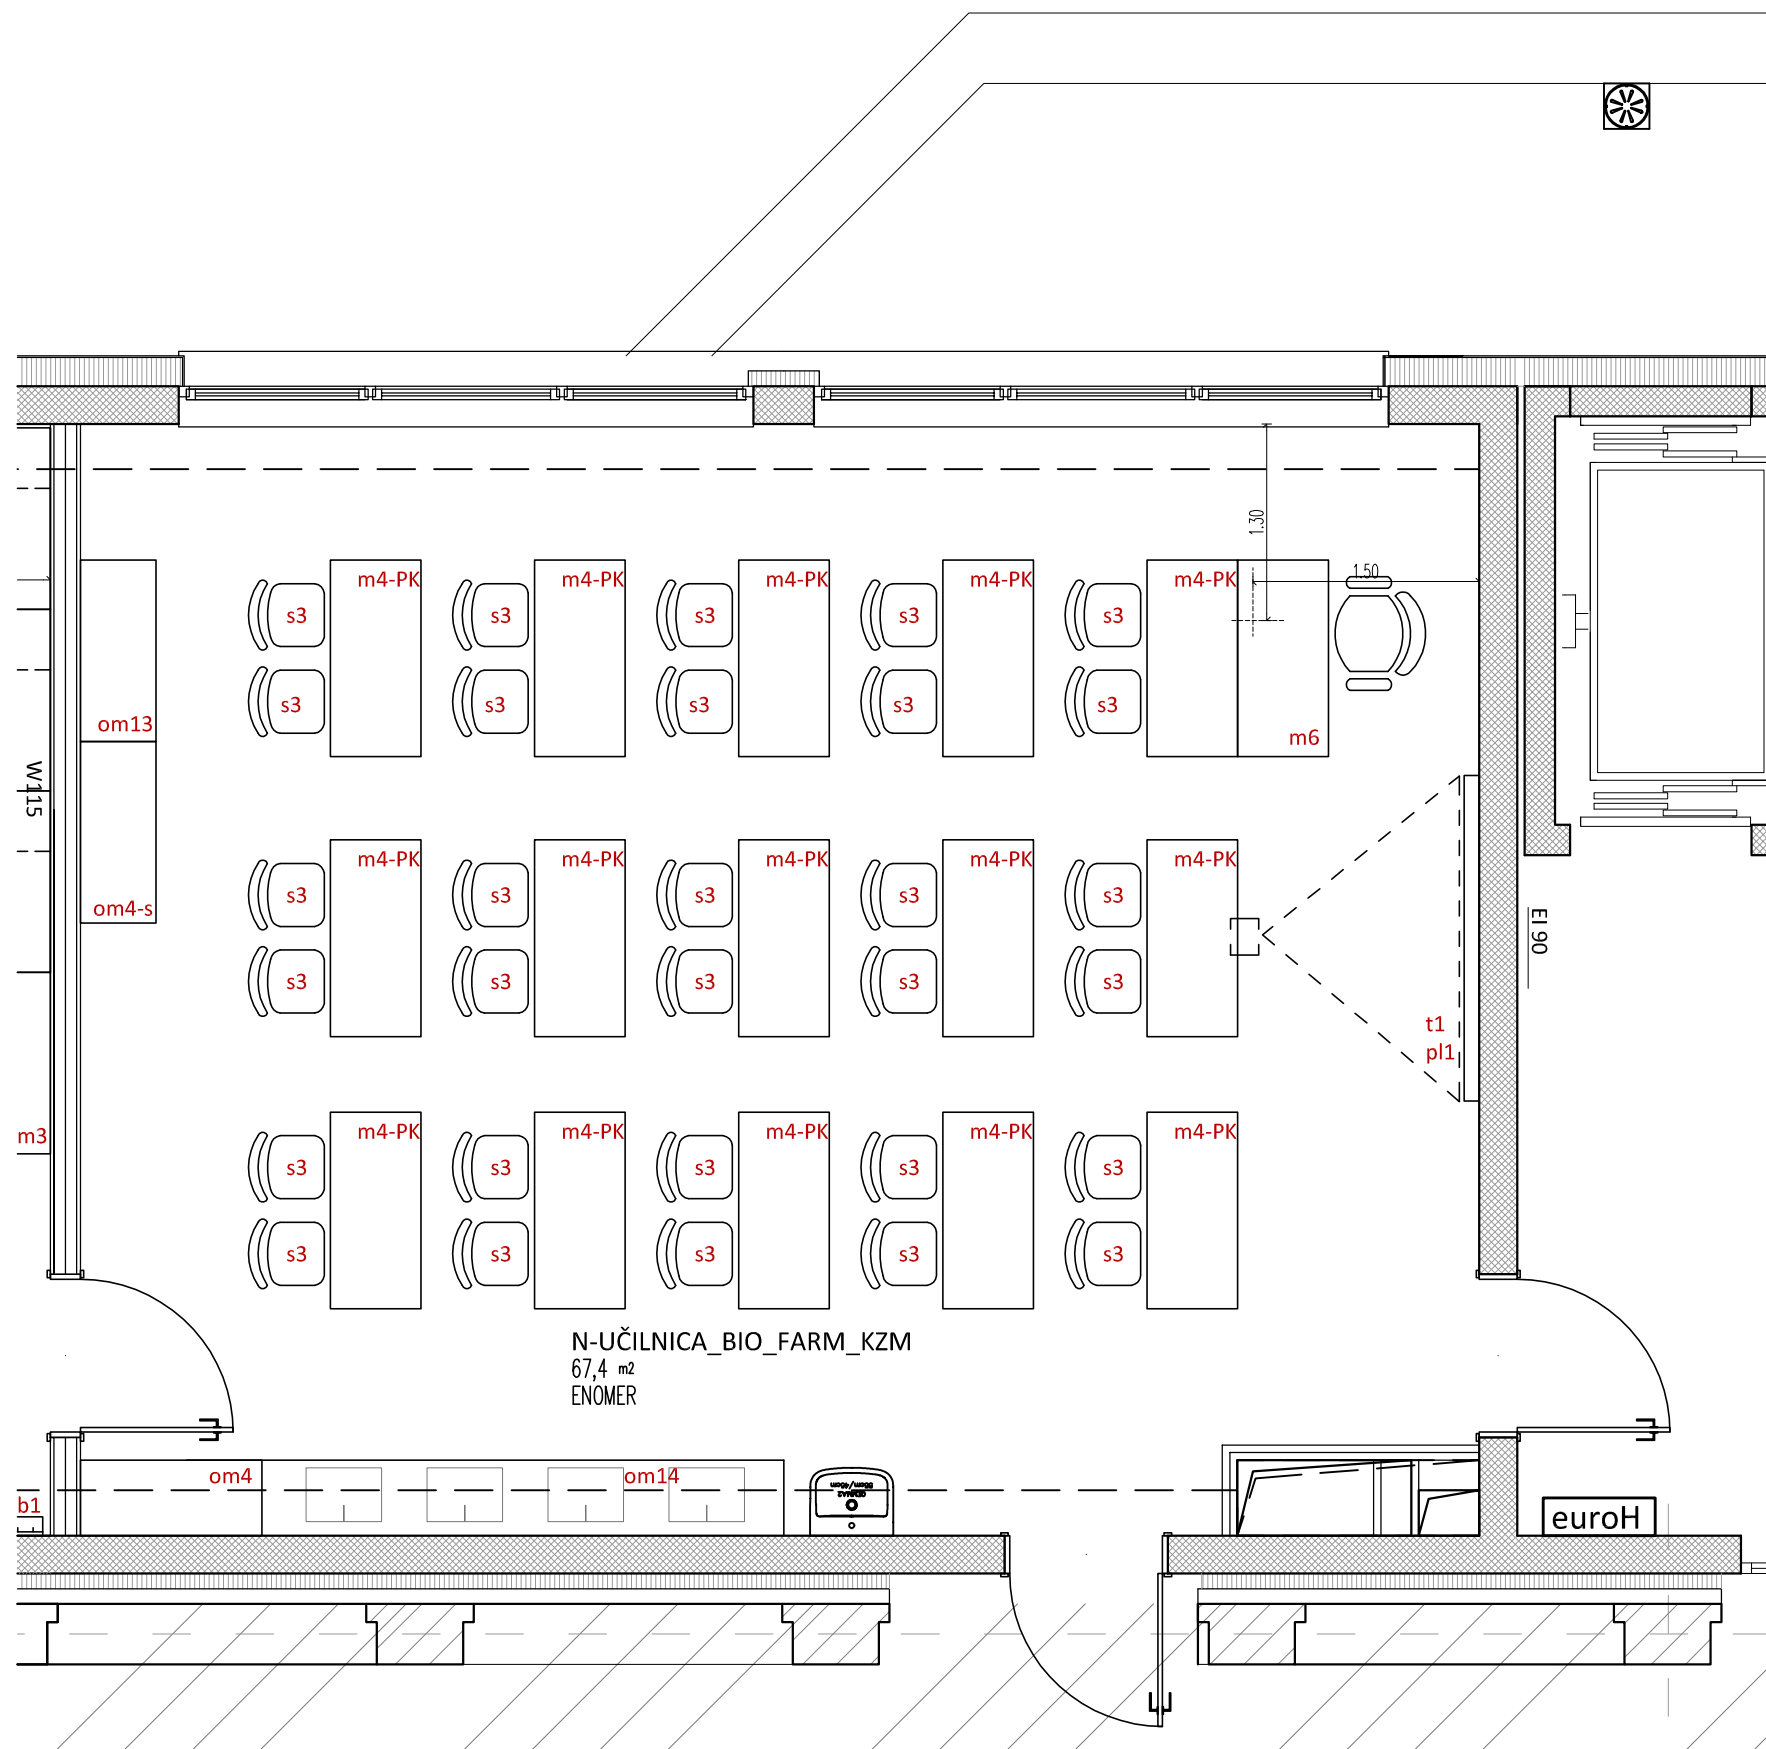 1.30
1.50
m4-PK m4-PK m4-PK m4-PK m4-PK
s3 s3 s3 s3 s3
s3 s3 s3 s3 s3
om13
m6
W115
m4-PK m4-PK m4-PK m4-PK m4-PK
s3 s3 s3 s3 s3
om4-s
EI 90
s3 s3 s3 s3 s3
t1
pl1
m3
m4-PK m4-PK m4-PK m4-PK m4-PK
s3 s3 s3 s3 s3
s3 s3 s3 s3 s3
N-UČILNICA_BIO_FARM_KZM
67,4 m2
ENOMER
om4
om14
b1
55cm/45cm
euroH